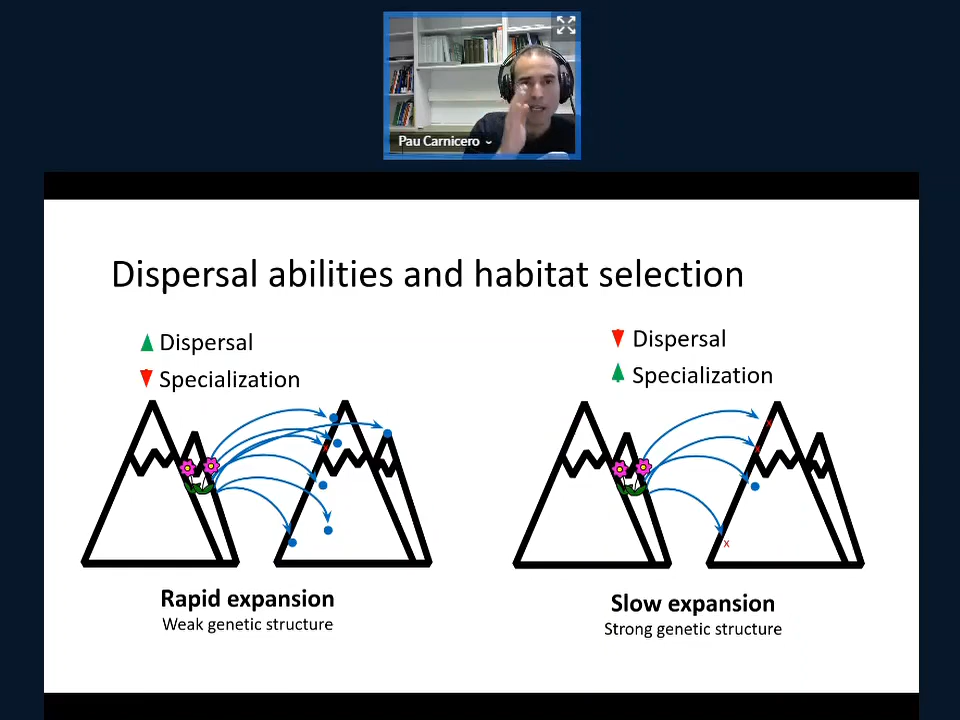 Pau Carnicero
Dispersal abilities and habitat selection
Dispersal
Specialization
Dispersal
Specialization
x
x
x
x
Rapid expansion
Weak genetic structure
Slow expansion
Strong genetic structure